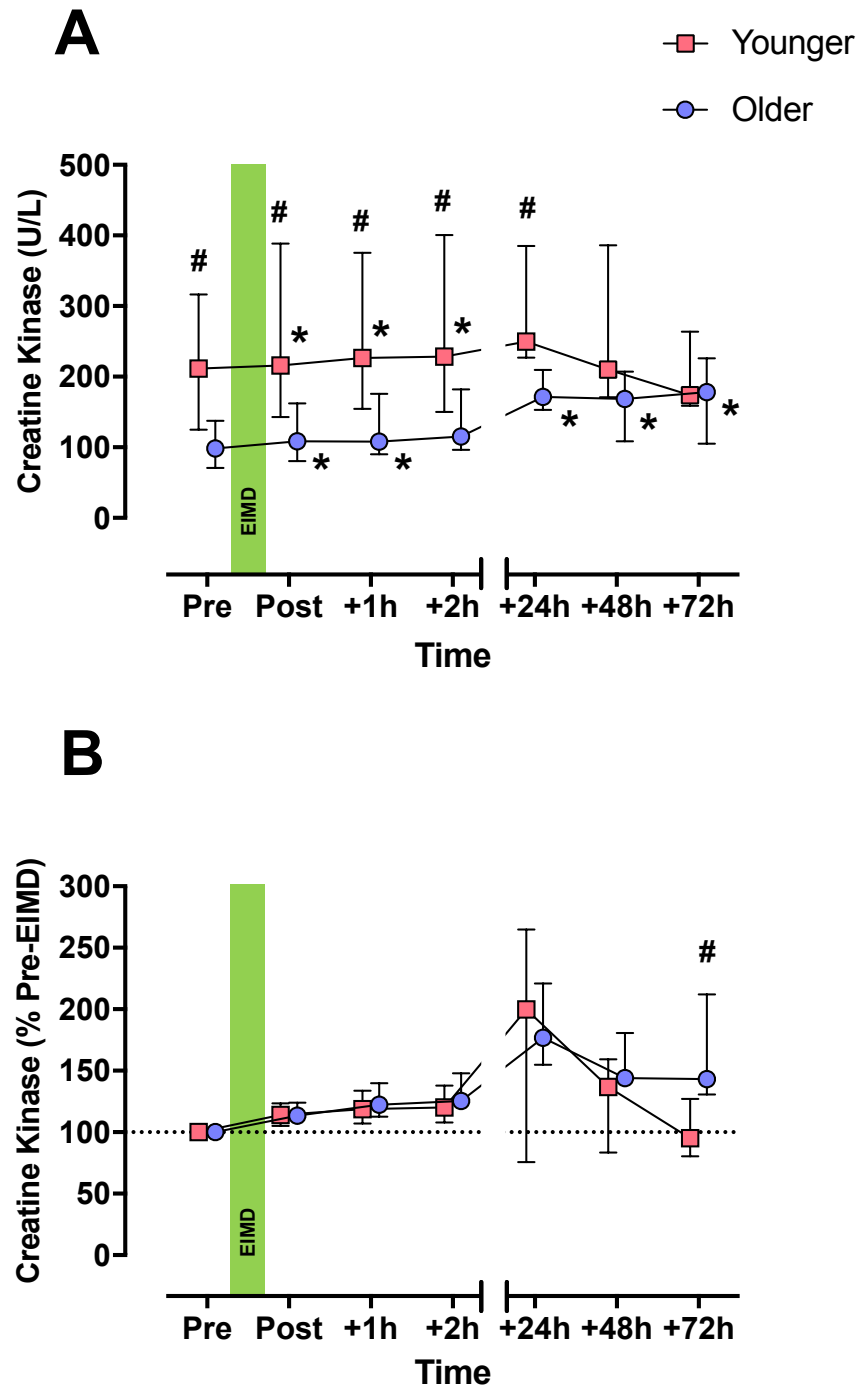 A
Younger
Older
Creatine Kinase (U/L)
500
400
300
200
100
0
# # # # #
* * *
* * * * *
EIMD
Pre Post +1h +2h +24h +48h +72h
Time
B
Creatine Kinase (% Pre-EIMD)
300
250
200
150
100
50
0
#
EIMD
Pre Post +1h +2h +24h +48h +72h
Time